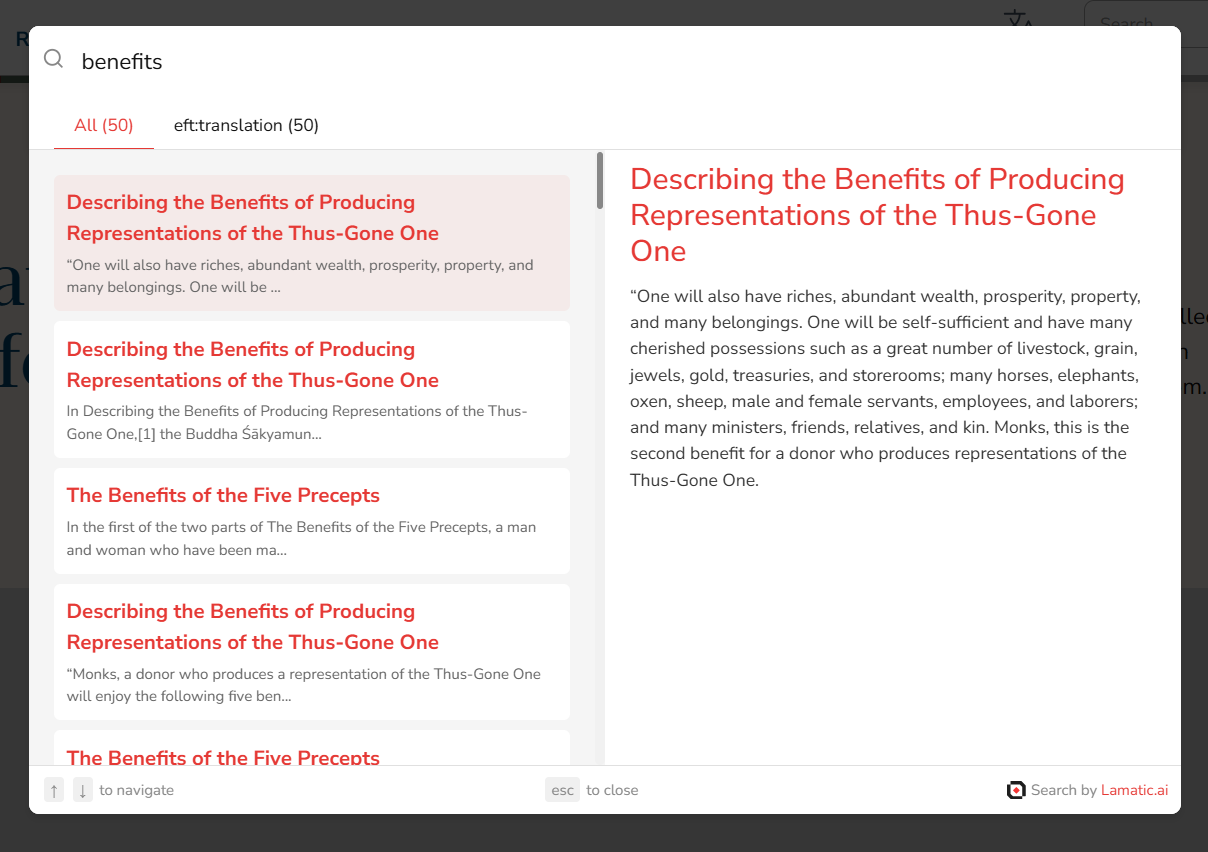 Search
benefits
All (50)
eft:translation (50)
Describing the Benefits of Producing
Representations of the Thus-Gone One
“One will also have riches, abundant wealth, prosperity, property, and
many belongings. One will be ...
Describing the Benefits of Producing
Representations of the Thus-Gone One
In Describing the Benefits of Producing Representations of the Thus-
Gone One,[1] the Buddha Śākyamun...
The Benefits of the Five Precepts
In the first of the two parts of The Benefits of the Five Precepts, a man
and woman who have been ma...
Describing the Benefits of Producing
Representations of the Thus-Gone One
“Monks, a donor who produces a representation of the Thus-Gone One
will enjoy the following five ben...
The Benefits of the Five Precepts
Describing the Benefits of Producing
Representations of the Thus-Gone
One
“One will also have riches, abundant wealth, prosperity, property,
and many belongings. One will be self-sufficient and have many
cherished possessions such as a great number of livestock, grain,
jewels, gold, treasuries, and storerooms; many horses, elephants,
oxen, sheep, male and female servants, employees, and laborers;
and many ministers, friends, relatives, and kin. Monks, this is the
second benefit for a donor who produces representations of the
Thus-Gone One.
↑ ↓ to navigate
esc to close
Search by Lamatic.ai